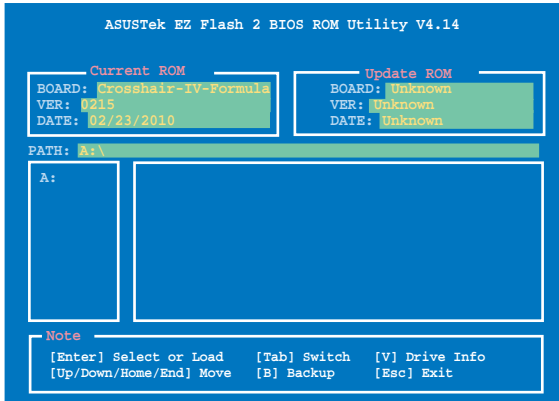 ASUSTek EZ Flash 2 BIOS ROM Utility V4.14
Current ROM
BOARD: Crosshair-IV-Formula
VER: 0215
DATE: 02/23/2010
Update ROM
BOARD: Unknown
VER: Unknown
DATE: Unknown
PATH: A:\
A:
Note
[Enter] Select or Load [Tab] Switch [V] Drive Info
[Up/Down/Home/End] Move [B] Backup [Esc] Exit